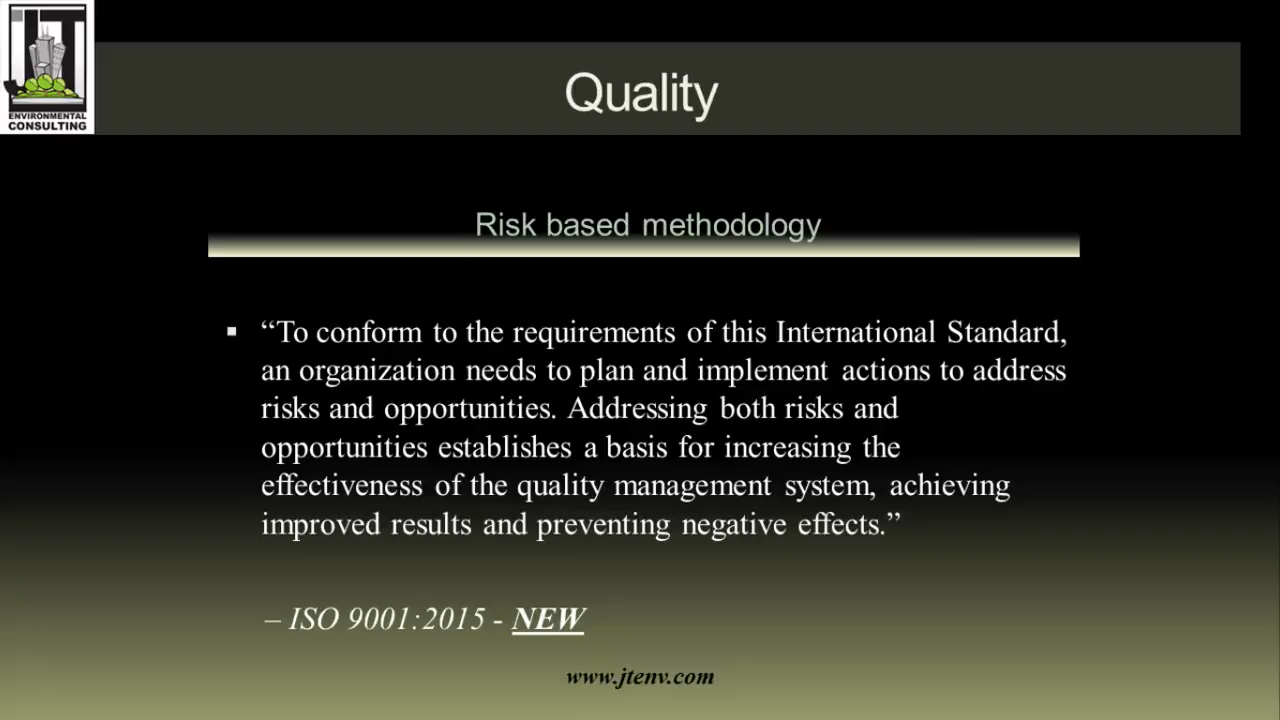 JT
ENVIRONMENTAL
CONSULTING
Quality
Risk based methodology
▪ “To conform to the requirements of this International Standard,
an organization needs to plan and implement actions to address
risks and opportunities. Addressing both risks and
opportunities establishes a basis for increasing the
effectiveness of the quality management system, achieving
improved results and preventing negative effects.”
– ISO 9001:2015 - NEW
www.jtenv.com